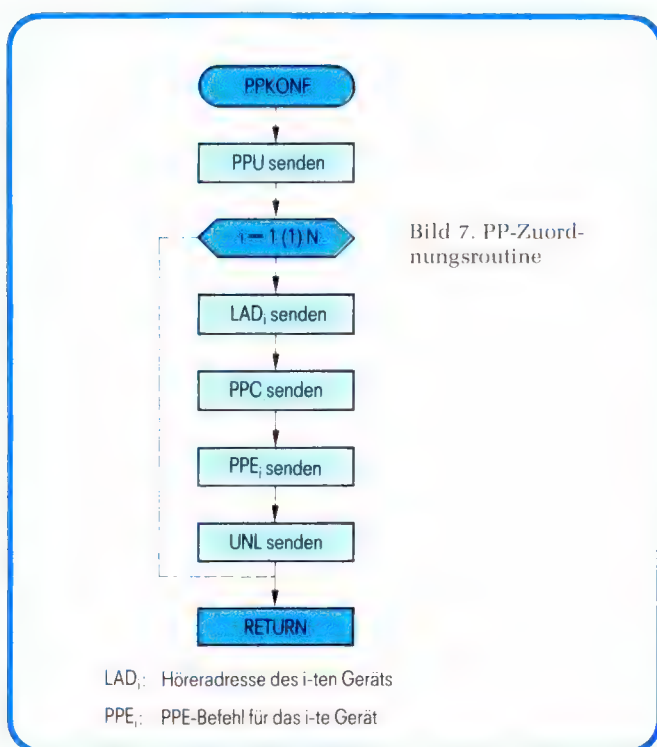 PPKONF
PPU senden
i = 1 (1) N
Bild 7. PP-Zuord-
nungsroutine
LADᵢ senden
PPC senden
PPEᵢ senden
UNL senden
RETURN
LADᵢ: Höreradresse des i-ten Geräts
PPEᵢ: PPE-Befehl für das i-te Gerät